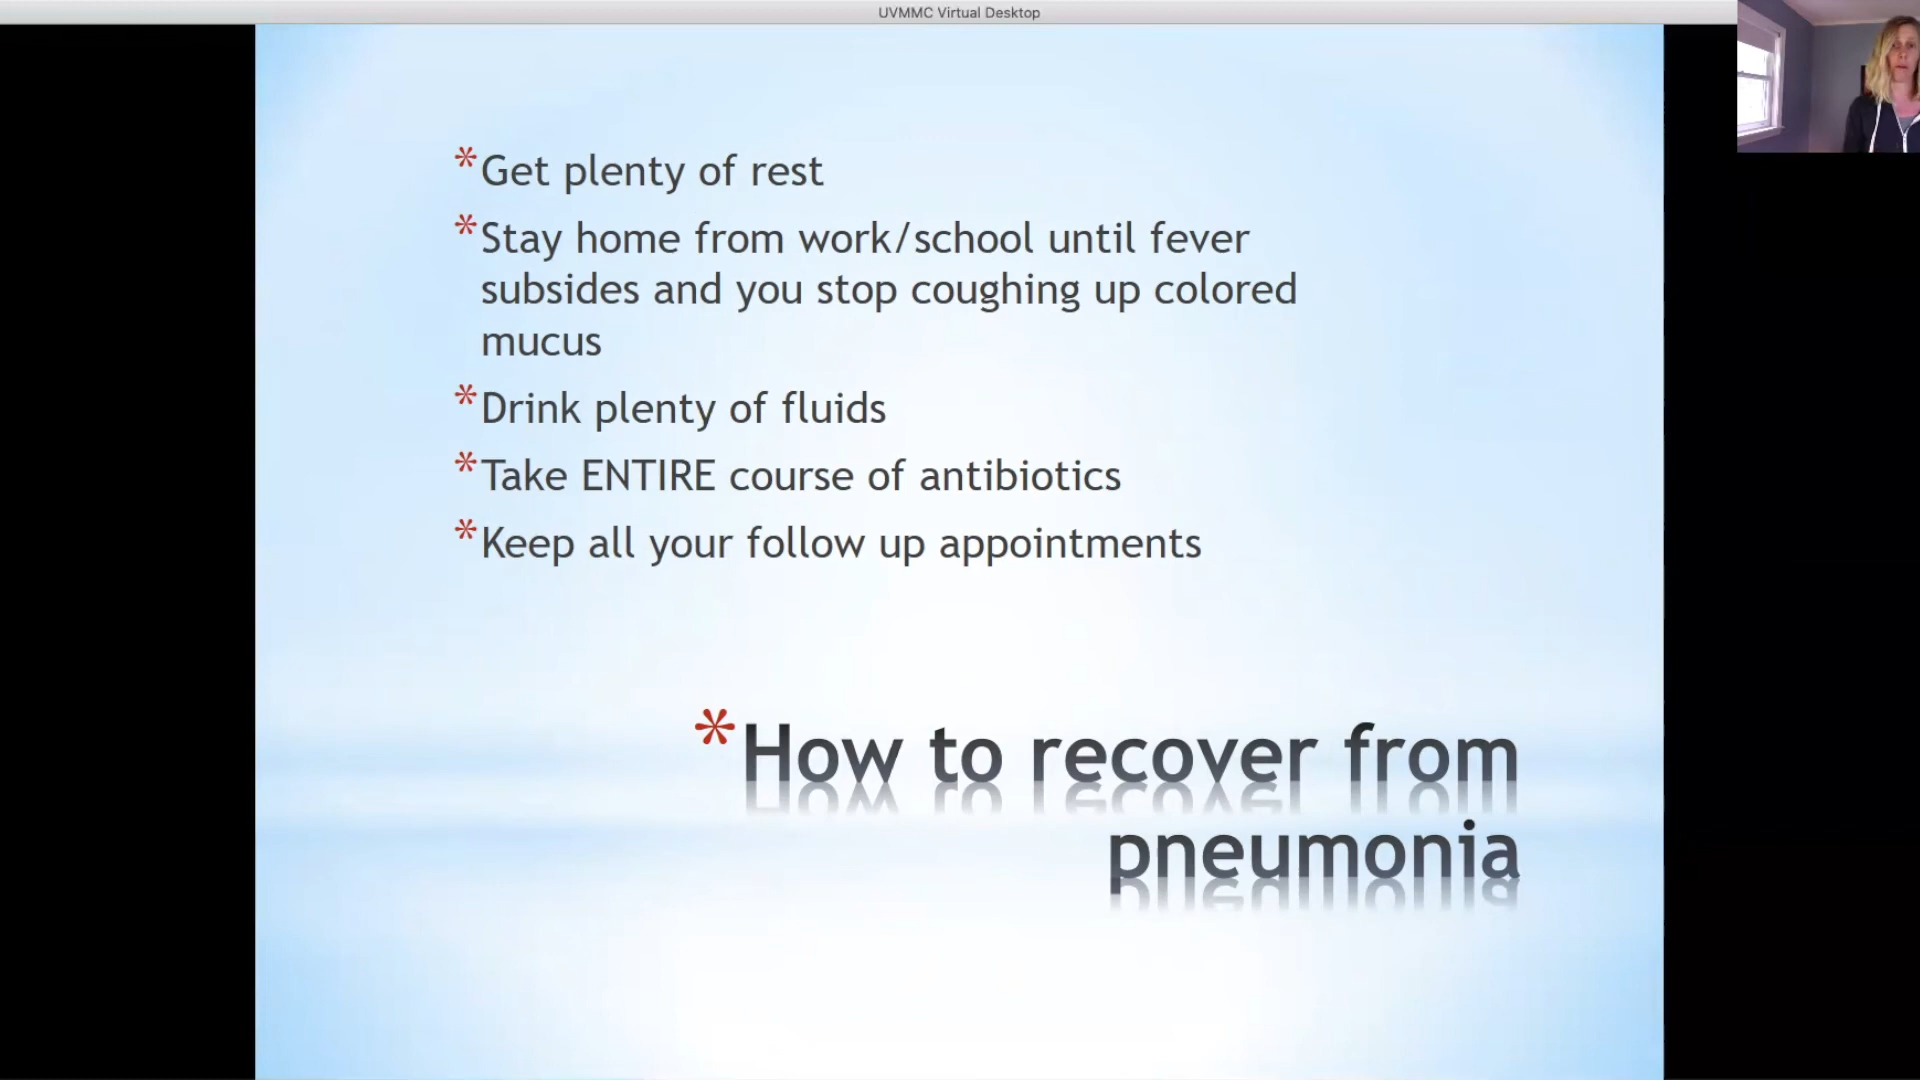 UVMMC Virtual Desktop
*Get plenty of rest
*Stay home from work/school until fever
subsides and you stop coughing up colored
mucus
*Drink plenty of fluids
*Take ENTIRE course of antibiotics
*Keep all your follow up appointments
*How to recover from
pneumonia